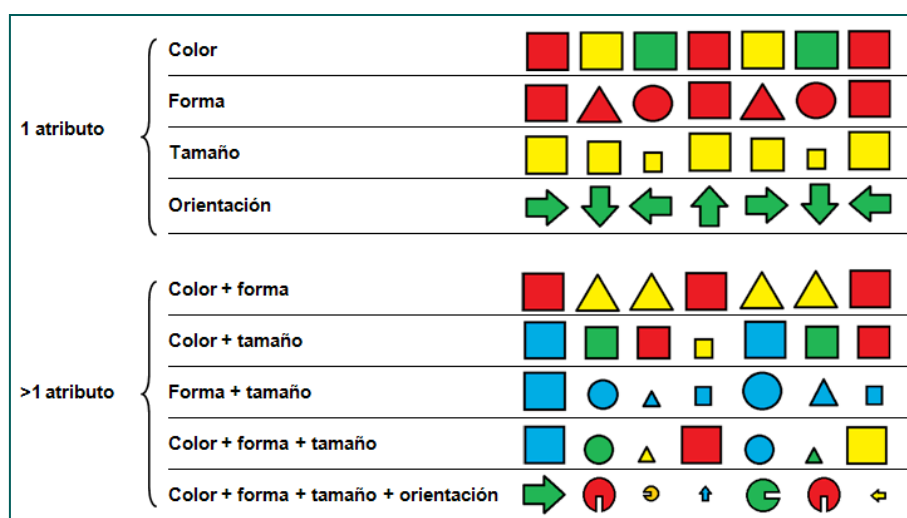 Color
Forma
1 atributo
Tamaño
Orientación
Color + forma
Color + tamaño
>1 atributo
Forma + tamaño
Color + forma + tamaño
Color + forma + tamaño + orientación